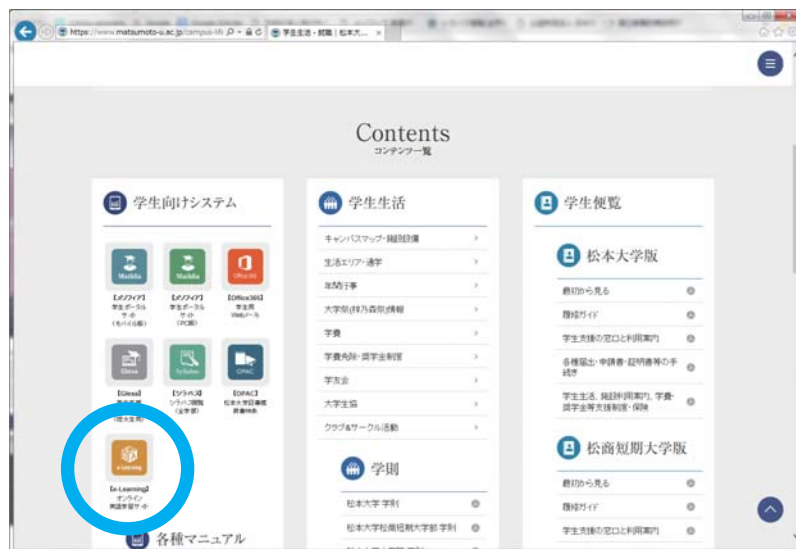 https://www.matsumoto-u.ac.jp/campus-life
学生生活・就職 | 松本大...
Contents
コンテンツ一覧
学生向けシステム
【メソフィア】
学生ポータル
サイト
(モバイル版)
【メソフィア】
学生ポータル
サイト
(PC版)
Office365
【Office365】
学生用
Webメール
Glexa
【Glexa】
Syllabus
【シラバス】
シラバス閲覧
(全学部)
OPAC
【OPAC】
松本大学図書館
蔵書検索
e-Learning
【e-Learning】
オンライン
英語学習サイト
各種マニュアル
学生生活
キャンパスマップ・施設設備
生活エリア・通学
年間行事
大学祭(梓乃森祭)情報
学費
学費免除・奨学金制度
学友会
大学生協
クラブ&サークル活動
学則
松本大学 学則
松本大学松商短期大学部 学則
学生便覧
松本大学版
最初から見る
履修ガイド
学生支援の窓口と利用案内
各種届出・申請書・証明書等の手
続き
学生生活、施設利用案内、学費・
奨学金等支援制度・保険
松商短期大学版
最初から見る
履修ガイド
学生支援の窓口と利用案内